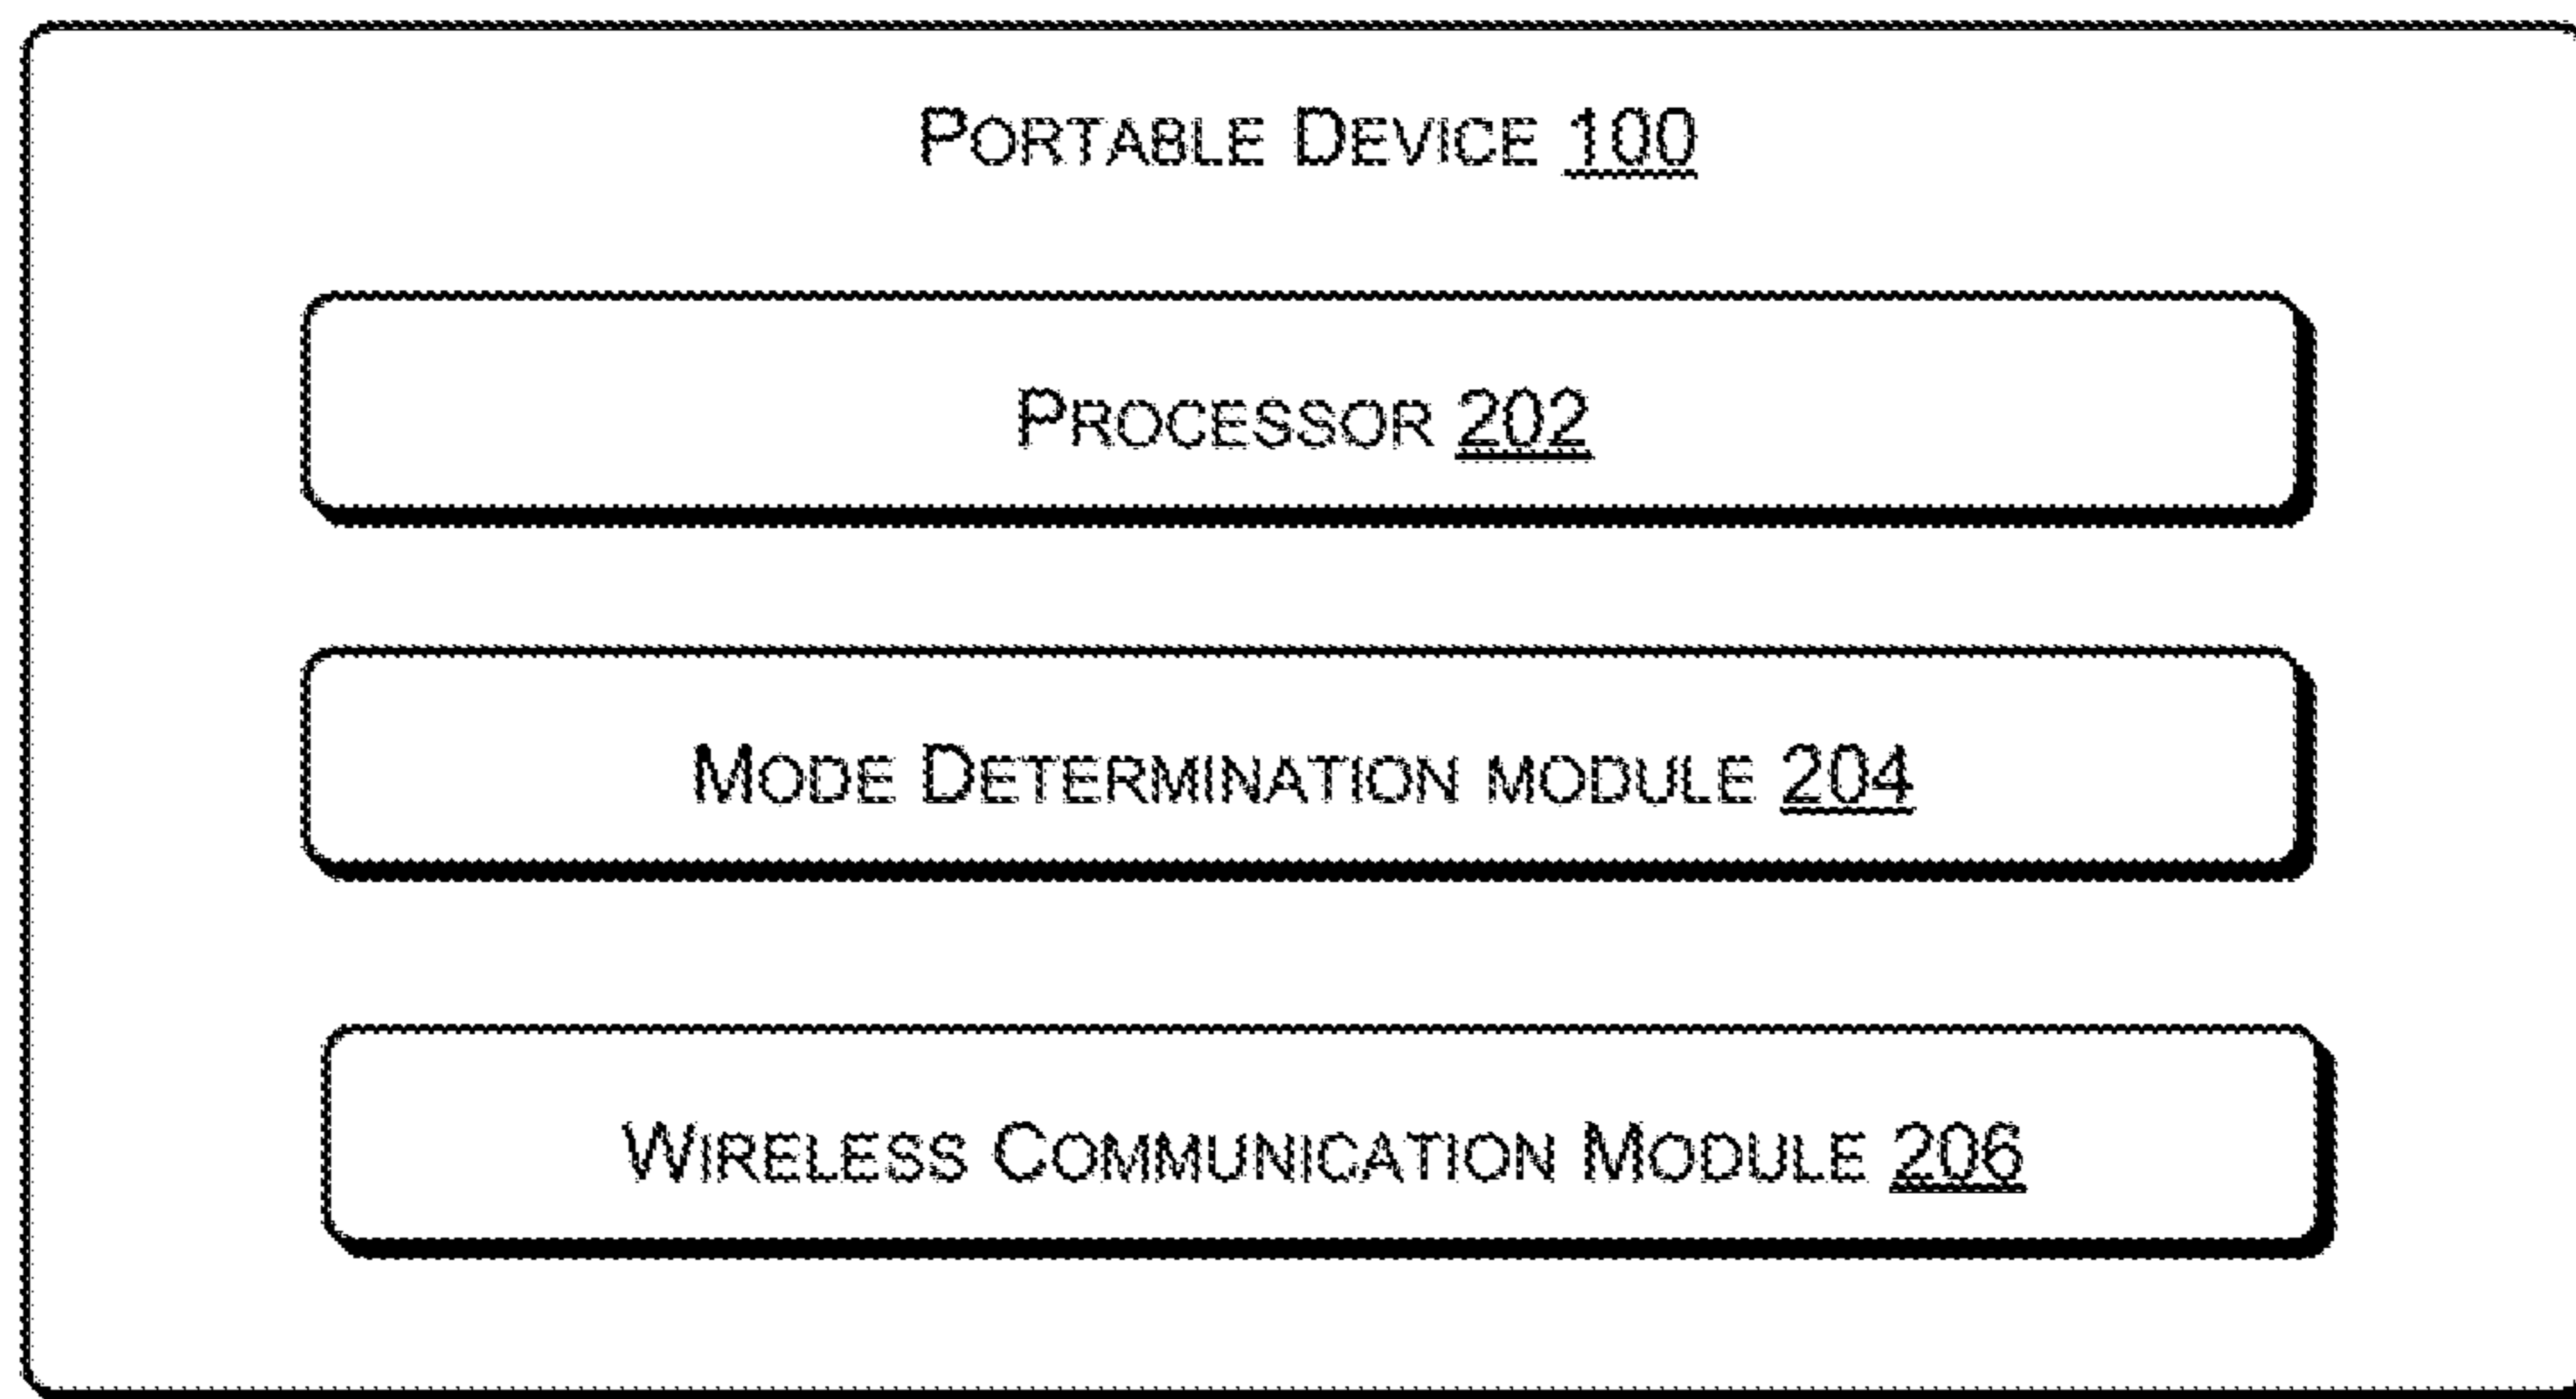 PORTABLE DEVICE 100
PROCESSOR 202
MODE DETERMINATION MODULE 204
WIRELESS COMMUNICATION MODULE 206